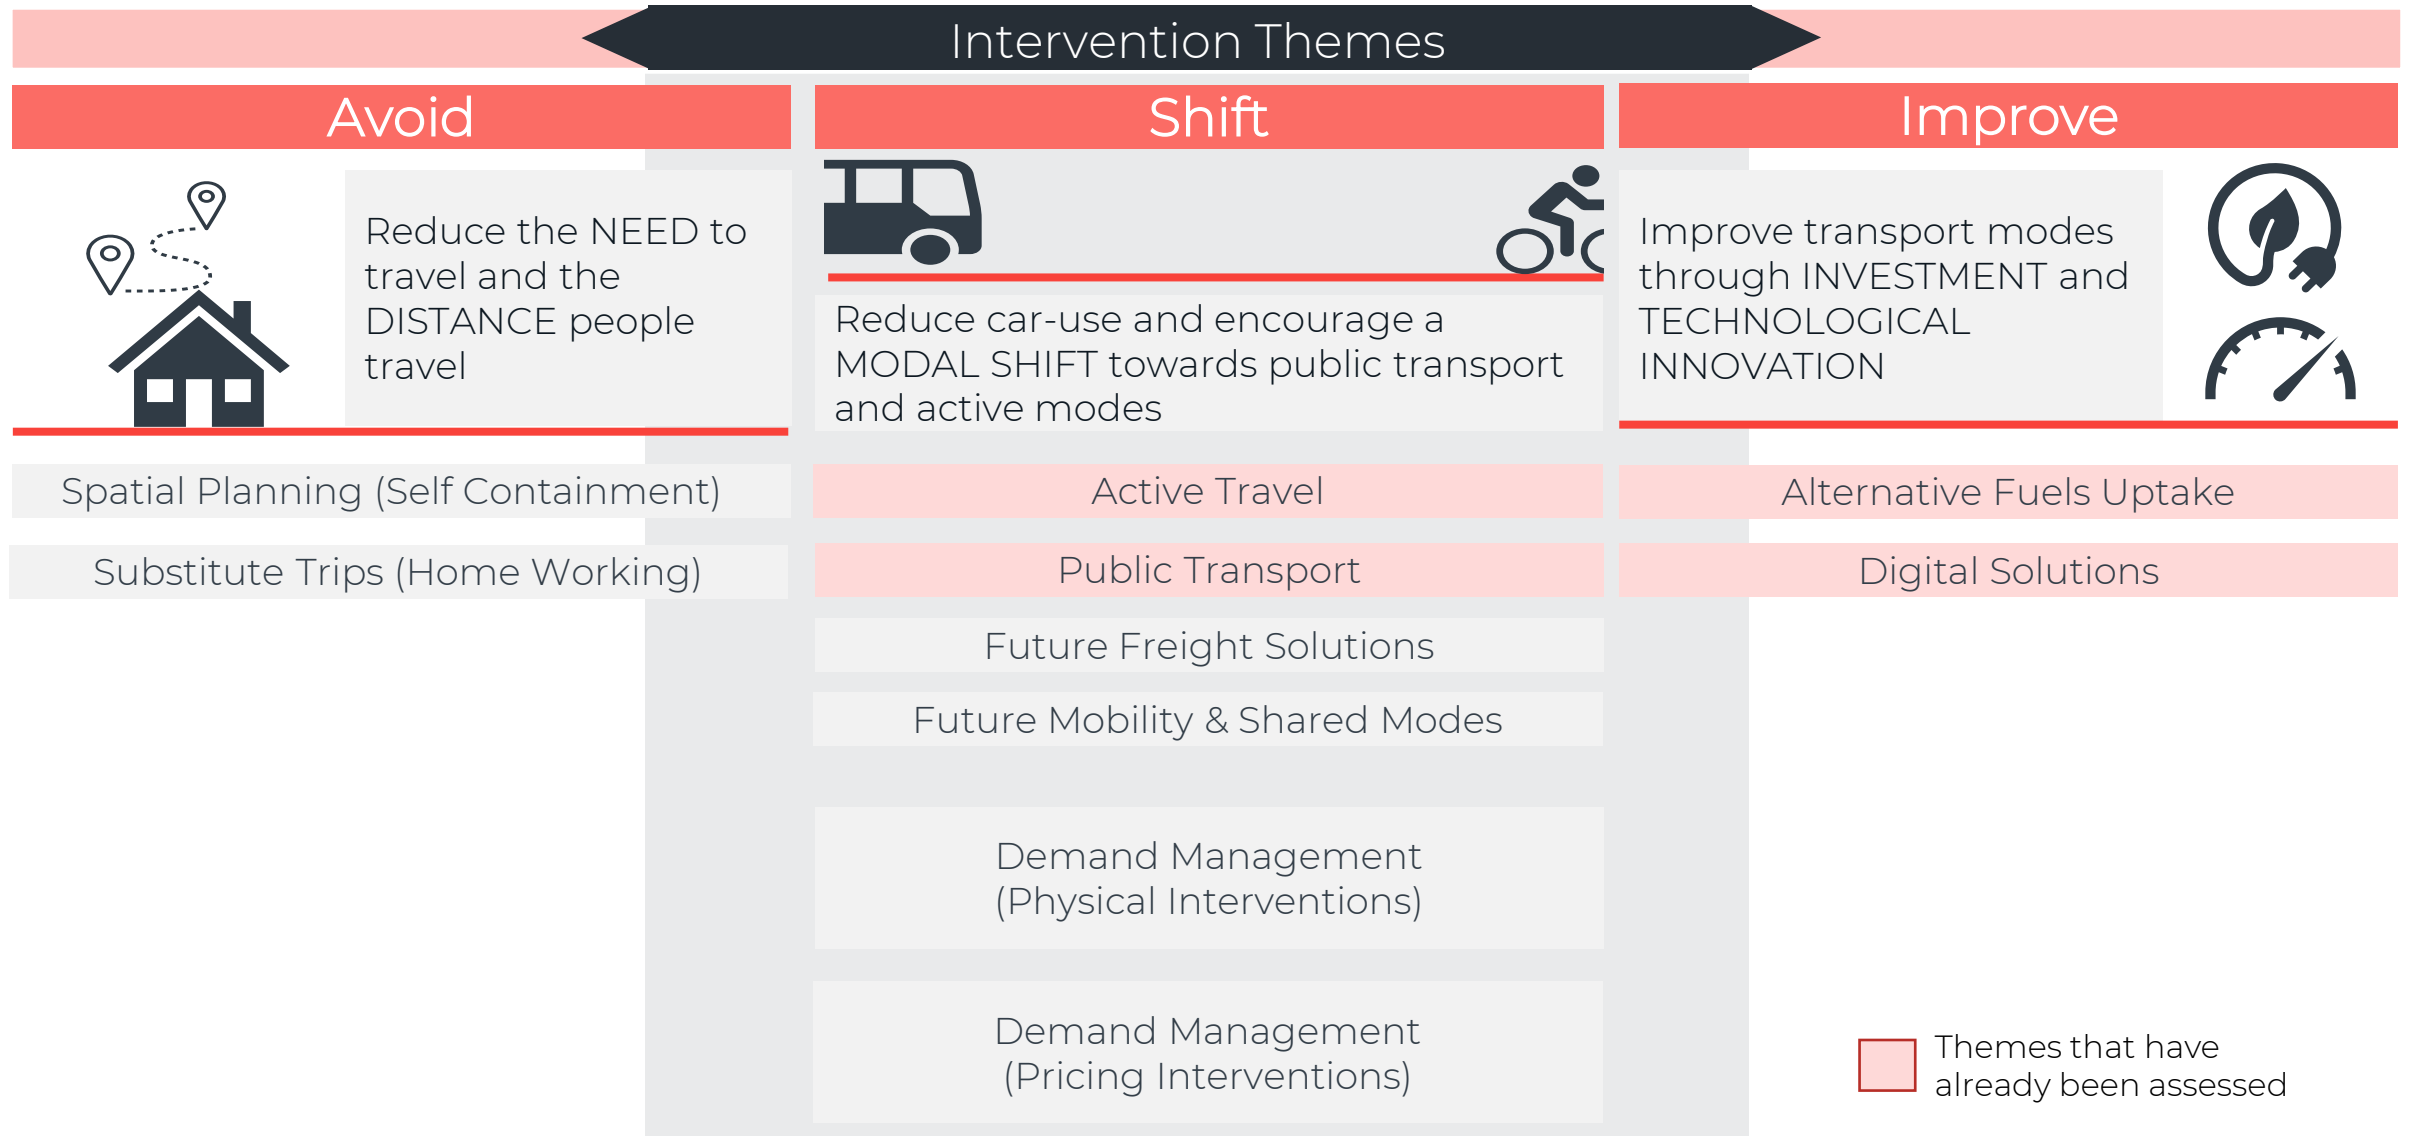 Intervention Themes
Avoid
Reduce the NEED to
travel and the
DISTANCE people
travel
Spatial Planning (Self Containment)
Substitute Trips (Home Working)
Shift
Reduce car-use and encourage a
MODAL SHIFT towards public transport
and active modes
Active Travel
Public Transport
Future Freight Solutions
Future Mobility & Shared Modes
Demand Management
(Physical Interventions)
Demand Management
(Pricing Interventions)
Improve
Improve transport modes
through INVESTMENT and
TECHNOLOGICAL
INNOVATION
Alternative Fuels Uptake
Digital Solutions
Themes that have
already been assessed